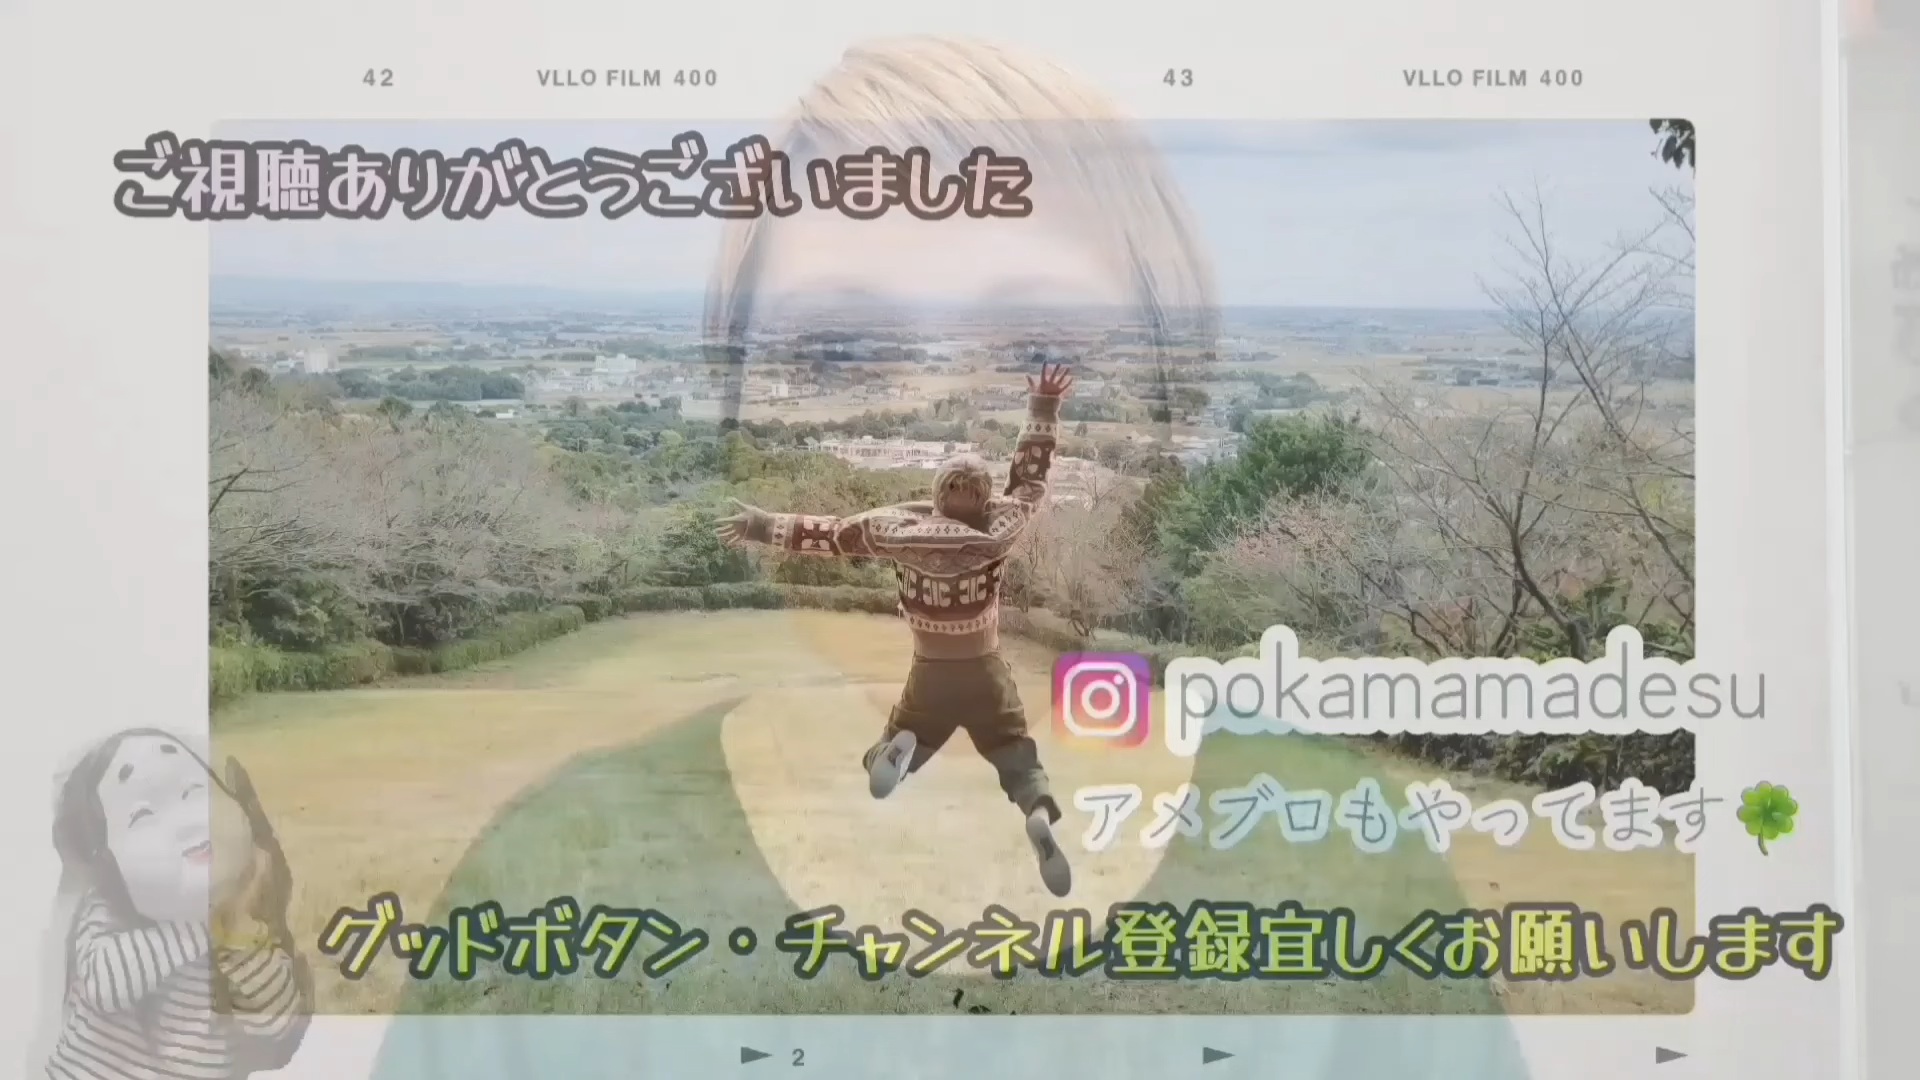 42 VLLO FILM 400 43 VLLO FILM 400
ご視聴ありがとうございました
pokamamadesu
アメブロもやってます
グッドボタン・チャンネル登録宜しくお願いします
2